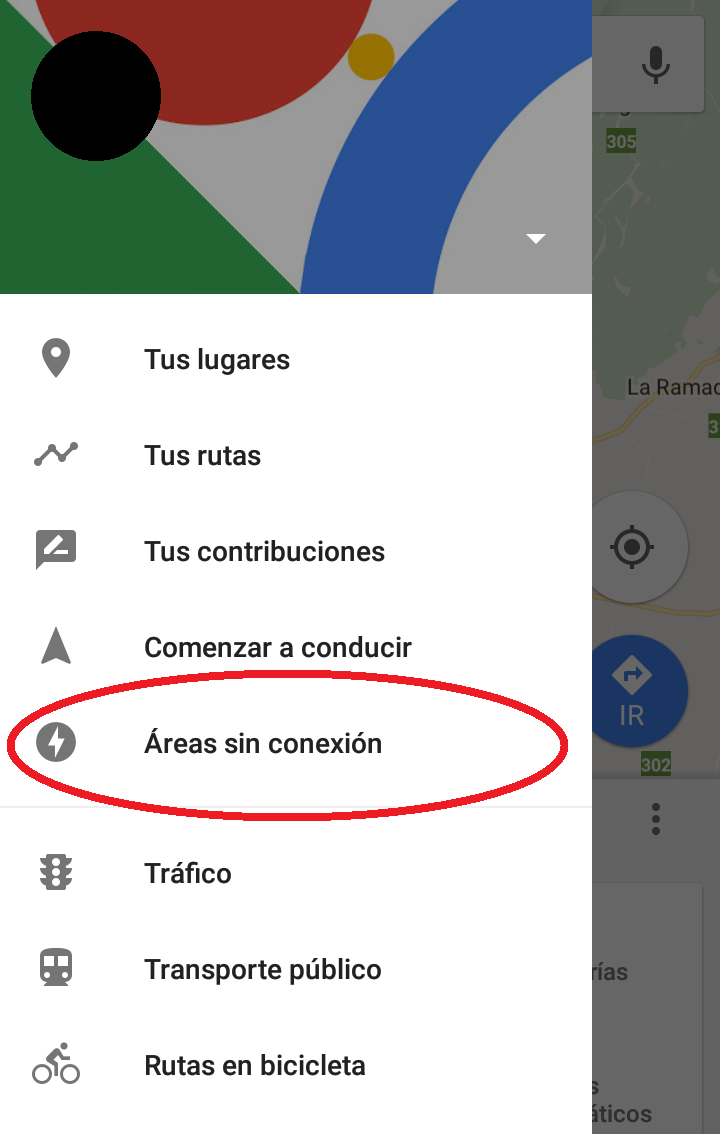 305
La Ramad
Tus lugares
Tus rutas
Tus contribuciones
Comenzar a conducir
IR
Áreas sin conexión
302
Tráfico
Transporte público
rías
Rutas en bicicleta
s
áticos